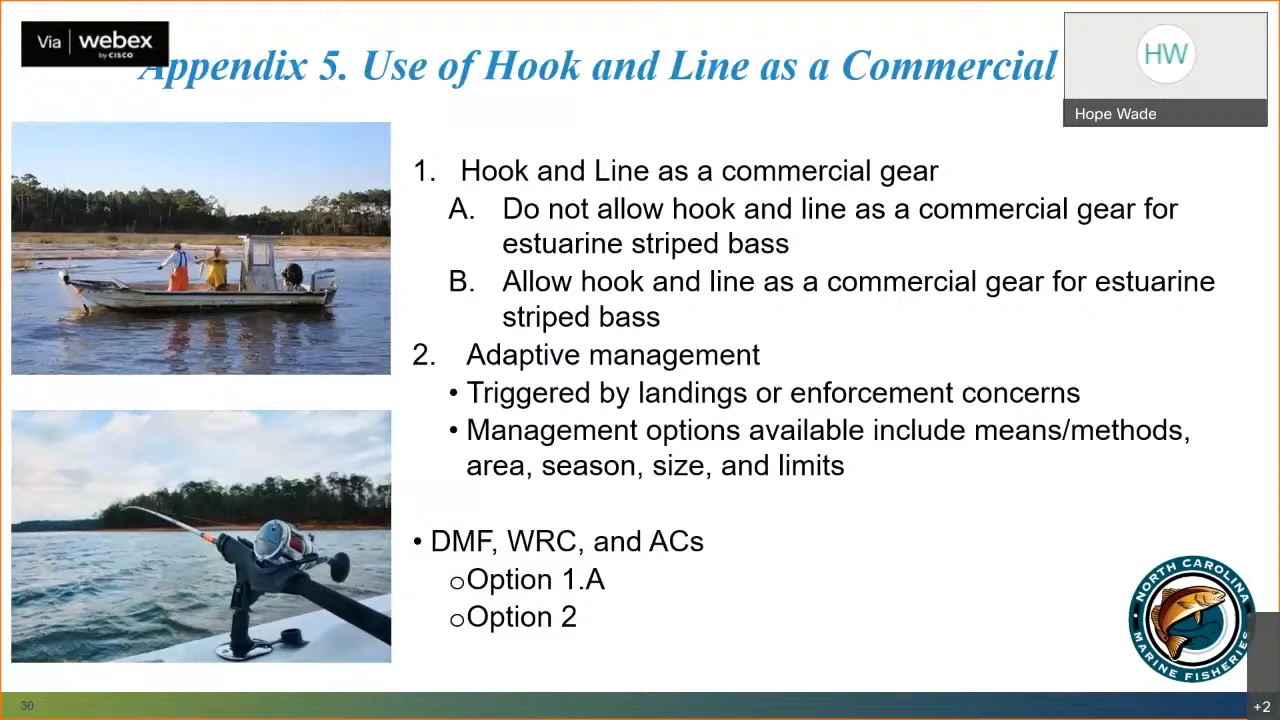 Via webex
by CISCO
Appendix 5. Use of Hook and Line as a Commercial
HW
Hope Wade
1. Hook and Line as a commercial gear
A. Do not allow hook and line as a commercial gear for
estuarine striped bass
B. Allow hook and line as a commercial gear for estuarine
striped bass
2. Adaptive management
• Triggered by landings or enforcement concerns
• Management options available include means/methods,
area, season, size, and limits
• DMF, WRC, and ACs
o Option 1.A
o Option 2
NORTH CAROLINA
MARINE FISHERIES
30
+2